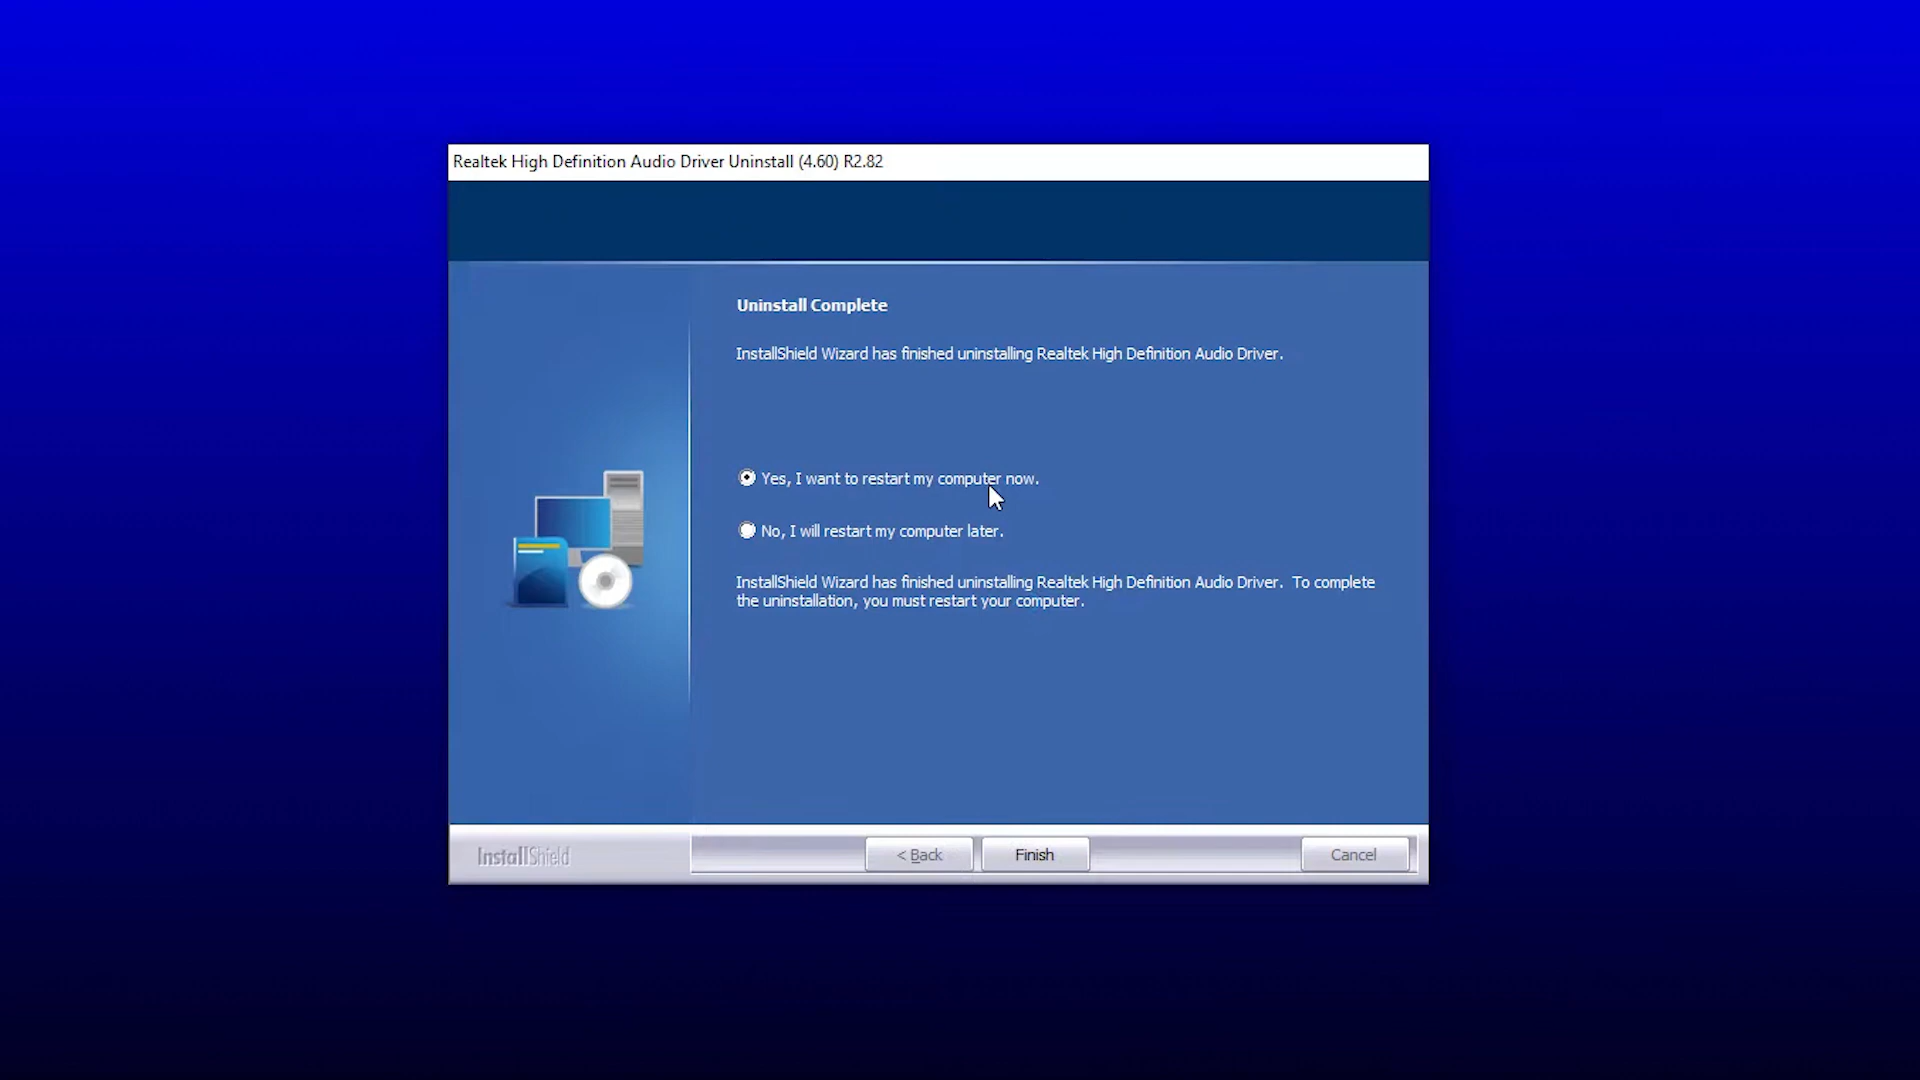 Realtek High Definition Audio Driver Uninstall (4.60) R2.82
Uninstall Complete
InstallShield Wizard has finished uninstalling Realtek High Definition Audio Driver.
Yes, I want to restart my computer now.
No, I will restart my computer later.
InstallShield Wizard has finished uninstalling Realtek High Definition Audio Driver.  To complete
the uninstallation, you must restart your computer.
InstallShield
< Back
Finish
Cancel